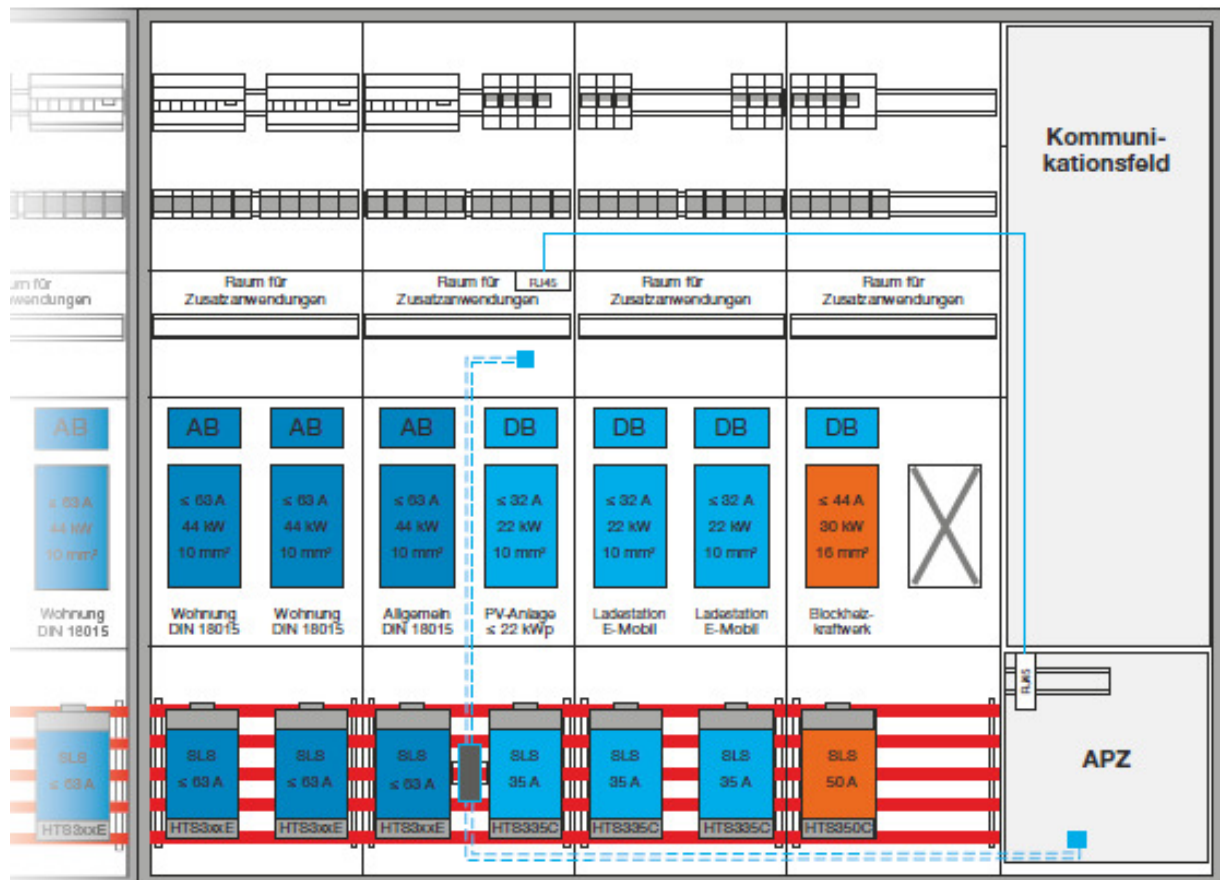 Kommuni-
kationsfeld
um für
wendungen
Raum für
Zusatzanwendungen
Raum für
Zusatzanwendungen
RJ45
Raum für
Zusatzanwendungen
Raum für
Zusatzanwendungen
AB
AB
AB
AB
DB
DB
DB
DB
≤ 63 A
44 kW
10 mm²
≤ 63 A
44 kW
10 mm²
≤ 63 A
44 kW
10 mm²
≤ 63 A
44 kW
10 mm²
≤ 32 A
22 kW
10 mm²
≤ 32 A
22 kW
10 mm²
≤ 32 A
22 kW
10 mm²
≤ 44 A
30 kW
16 mm²
Wohnung
DIN 18015
Wohnung
DIN 18015
Wohnung
DIN 18015
Allgemein
DIN 18015
PV-Anlage
≤ 22 kWp
Ladestation
E-Mobil
Ladestation
E-Mobil
Blockheiz-
kraftwerk
RJ45
SLS
≤ 63 A
HTS3xxE
SLS
≤ 63 A
HTS3xxE
SLS
≤ 63 A
HTS3xxE
SLS
≤ 63 A
HTS3xxE
SLS
35 A
HTS335C
SLS
35 A
HTS335C
SLS
35 A
HTS335C
SLS
50 A
HTS350C
APZ